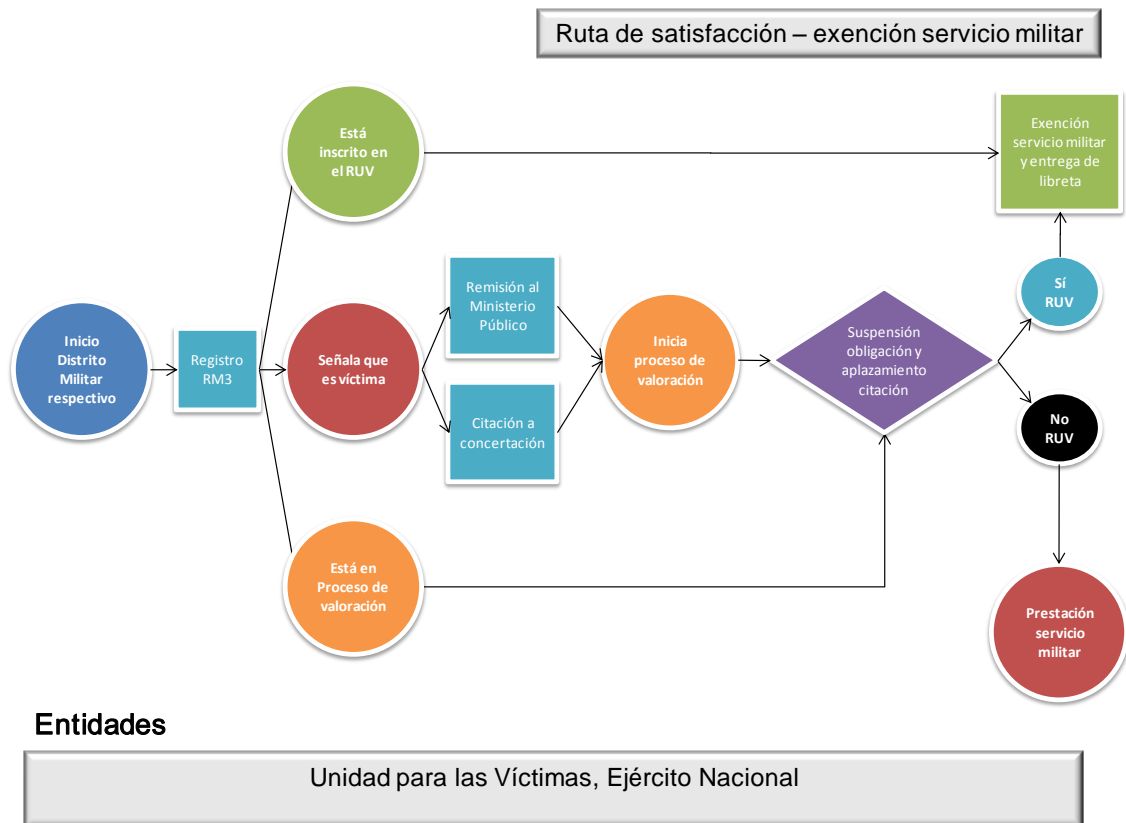 Ruta de satisfacción – exención servicio militar
Está
inscrito en
el RUV
Exención
servicio militar
y entrega de
libreta
Remisión al
Ministerio
Público
Sí
RUV
Inicio
Distrito
Militar
respectivo
Registro
RM3
Señala que
es víctima
Inicia
proceso de
valoración
Suspensión
obligación y
aplazamiento
citación
Citación a
concertación
No
RUV
Está en
Proceso de
valoración
Prestación
servicio
militar
Entidades
Unidad para las Víctimas, Ejército Nacional